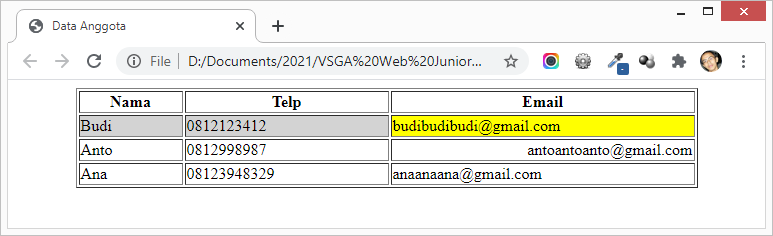 Data Anggota
File D:/Documents/2021/VSGA%20Web%20Junior...
Nama Telp Email
Budi 0812123412 budibudibudi@gmail.com
Anto 0812998987 antoantoanto@gmail.com
Ana 08123948329 anaanaana@gmail.com